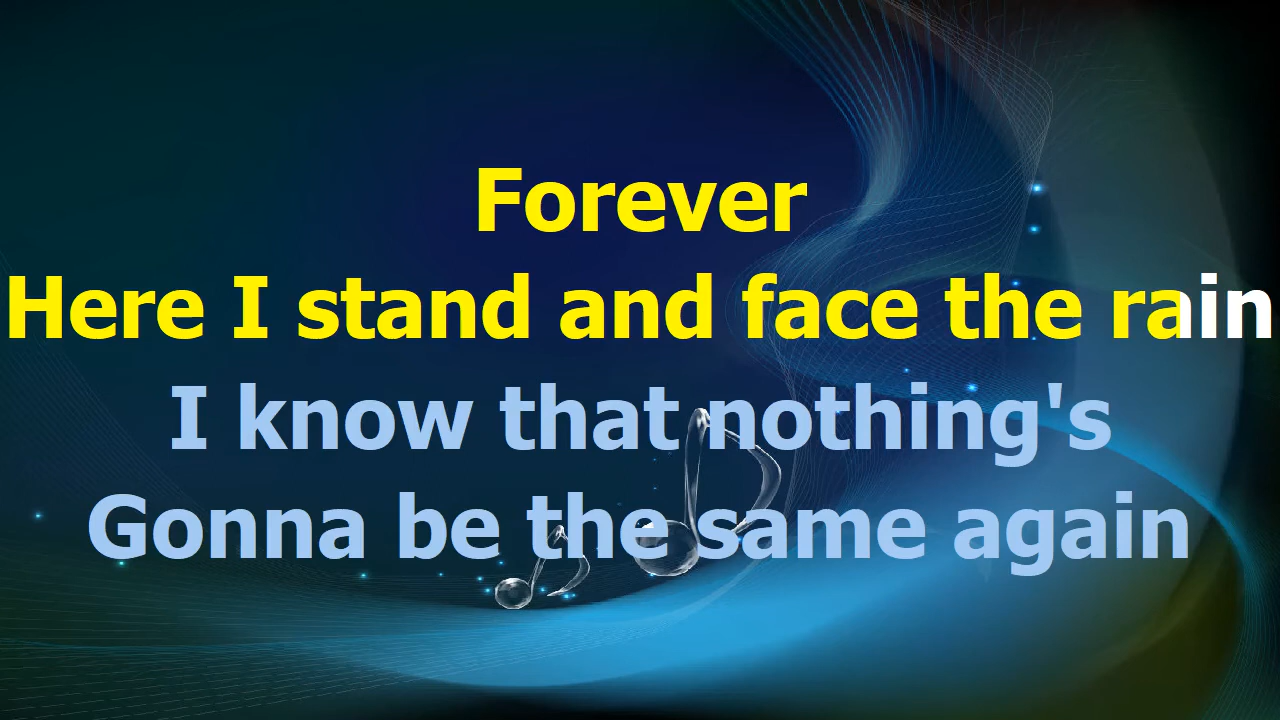 Forever
Here I stand and face the rain
I know that nothing's
Gonna be the same again